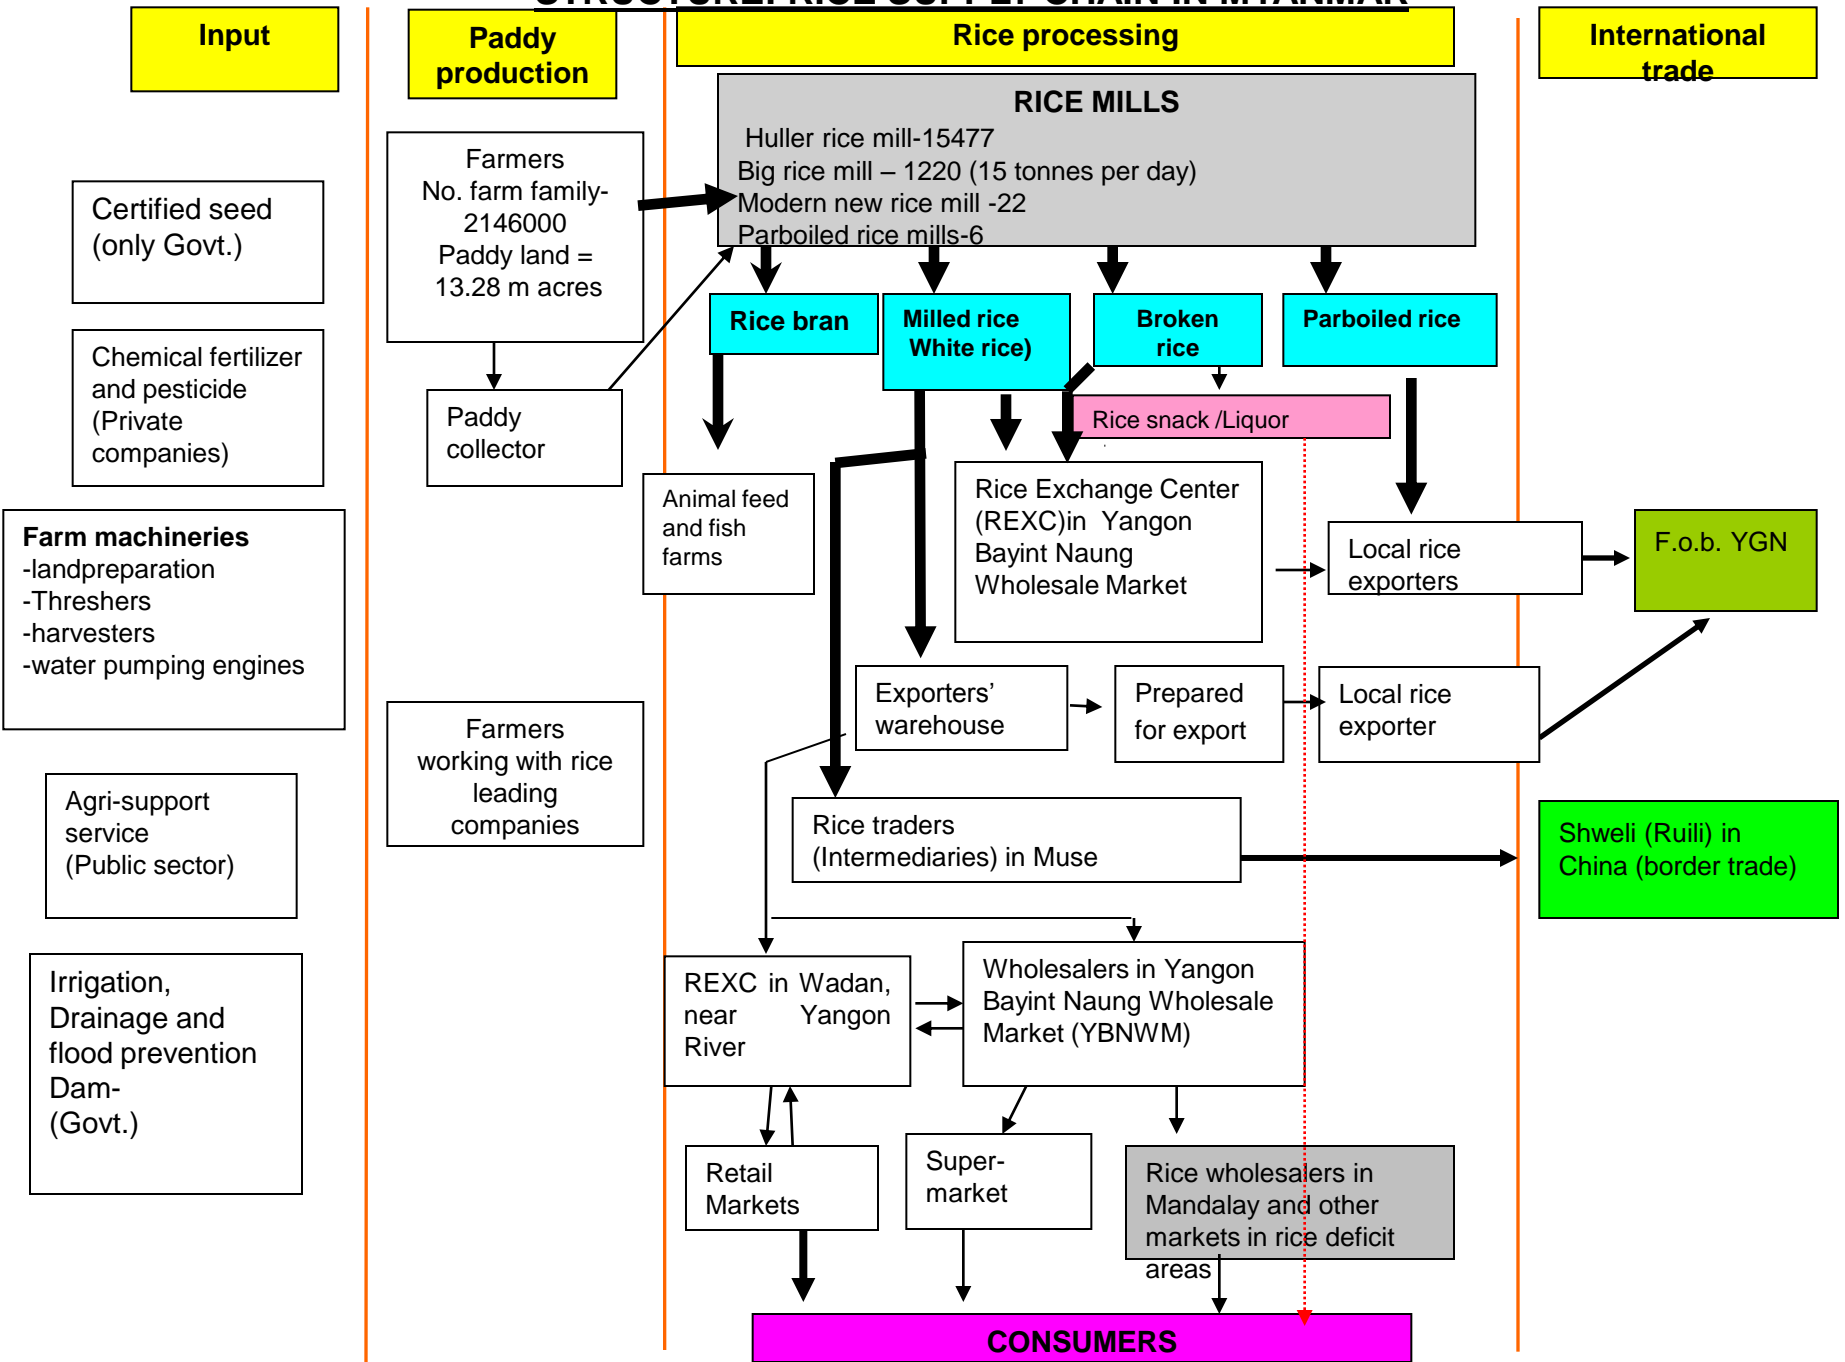 STRUCTURE: RICE SUPPLY CHAIN IN MYANMAR
Input
Paddy
production
Rice processing
International
trade
RICE MILLS
Huller rice mill-15477
Big rice mill – 1220 (15 tonnes per day)
Modern new rice mill -22
Parboiled rice mills-6
Farmers
No. farm family-
2146000
Paddy land =
13.28 m acres
Certified seed
(only Govt.)
Rice bran
Milled rice
White rice)
Broken
rice
Parboiled rice
Chemical fertilizer
and pesticide
(Private
companies)
Paddy
collector
Rice snack /Liquor
Animal feed
and fish
farms
Rice Exchange Center
(REXC)in Yangon
Bayint Naung
Wholesale Market
Local rice
exporters
F.o.b. YGN
Farm machineries
-landpreparation
-Threshers
-harvesters
-water pumping engines
Farmers
working with rice
leading
companies
Exporters’
warehouse
Prepared
for export
Local rice
exporter
Agri-support
service
(Public sector)
Rice traders
(Intermediaries) in Muse
Shweli (Ruili) in
China (border trade)
Irrigation,
Drainage and
flood prevention
Dam-
(Govt.)
REXC in Wadan,
near Yangon
River
Wholesalers in Yangon
Bayint Naung Wholesale
Market (YBNWM)
Retail
Markets
Super-
market
Rice wholesalers in
Mandalay and other
markets in rice deficit
areas
CONSUMERS